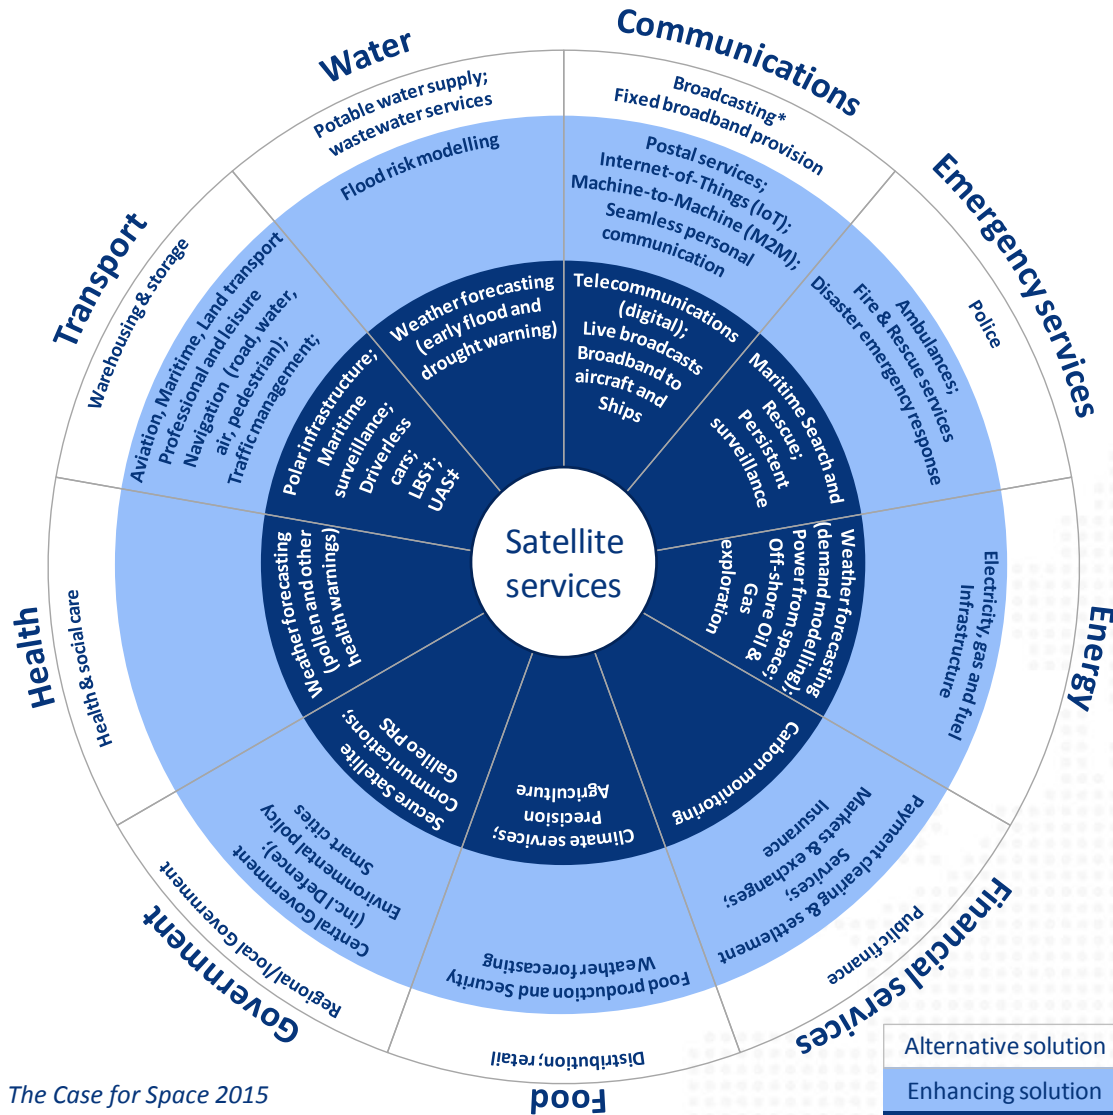 Satellite
services
Communications
Broadcasting*
Fixed broadband provision
Postal services;
Internet-of-Things (IoT);
Machine-to-Machine (M2M);
Seamless personal
communication
Telecommunications
(digital);
Live broadcasts
Broadband to
aircraft and
Ships
Emergency services
Police
Ambulances;
Fire & Rescue services
Disaster emergency response
Maritime Search and
Rescue;
Persistent
surveillance
Energy
Electricity, gas and fuel
Infrastructure
Weather forecasting
(demand modelling);
Power from space;
Off-shore Oil &
Gas
exploration
Financial services
Public finance
Payment clearing & settlement
Services;
Markets & exchanges;
Insurance
Carbon monitoring
Food
Distribution; retail
Food production and Security
Weather forecasting
Climate services;
Precision
Agriculture
Government
Regional/local Government
Central Government
(inc.l Defence);
Environmental policy
Smart cities
Secure Satellite
Communications;
Galileo PRS
Health
Health & social care
Weather forecasting
(pollen and other
health warnings)
Transport
Warehousing & storage
Aviation, Maritime, Land transport
Professional and leisure
Navigation (road, water,
air, pedestrian);
Traffic management;
Polar infrastructure;
Maritime
surveillance;
Driverless
cars;
LBS†;
UAS‡
Water
Potable water supply;
wastewater services
Flood risk modelling
Weather forecasting
(early flood and
drought warning)
Alternative solution
Enhancing solution
The Case for Space 2015